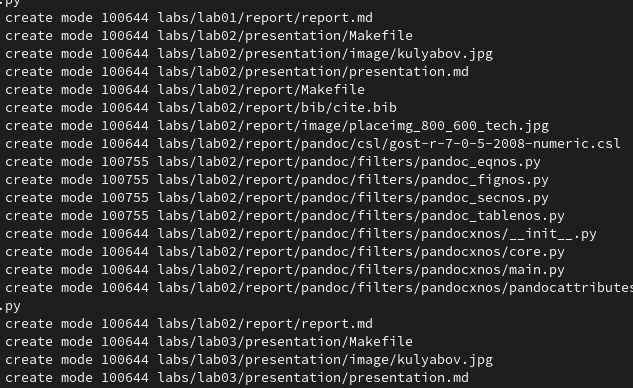 .py
create mode 100644 labs/lab01/report/report.md
create mode 100644 labs/lab02/presentation/Makefile
create mode 100644 labs/lab02/presentation/image/kulyabov.jpg
create mode 100644 labs/lab02/presentation/presentation.md
create mode 100644 labs/lab02/report/Makefile
create mode 100644 labs/lab02/report/bib/cite.bib
create mode 100644 labs/lab02/report/image/placeimg_800_600_tech.jpg
create mode 100644 labs/lab02/report/pandoc/csl/gost-r-7-0-5-2008-numeric.csl
create mode 100755 labs/lab02/report/pandoc/filters/pandoc_eqnos.py
create mode 100755 labs/lab02/report/pandoc/filters/pandoc_fignos.py
create mode 100755 labs/lab02/report/pandoc/filters/pandoc_secnos.py
create mode 100755 labs/lab02/report/pandoc/filters/pandoc_tablenos.py
create mode 100644 labs/lab02/report/pandoc/filters/pandocxnos/__init__.py
create mode 100644 labs/lab02/report/pandoc/filters/pandocxnos/core.py
create mode 100644 labs/lab02/report/pandoc/filters/pandocxnos/main.py
create mode 100644 labs/lab02/report/pandoc/filters/pandocxnos/pandocattributes
.py
create mode 100644 labs/lab02/report/report.md
create mode 100644 labs/lab03/presentation/Makefile
create mode 100644 labs/lab03/presentation/image/kulyabov.jpg
create mode 100644 labs/lab03/presentation/presentation.md